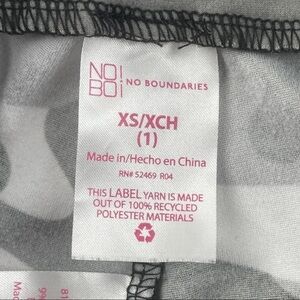 NO!
BO! NO BOUNDARIES
XS/XCH
(1)
Made in/Hecho en China
RN# 52469 R04
THIS LABEL YARN IS MADE
OUT OF 100% RECYCLED
POLYESTER MATERIALS